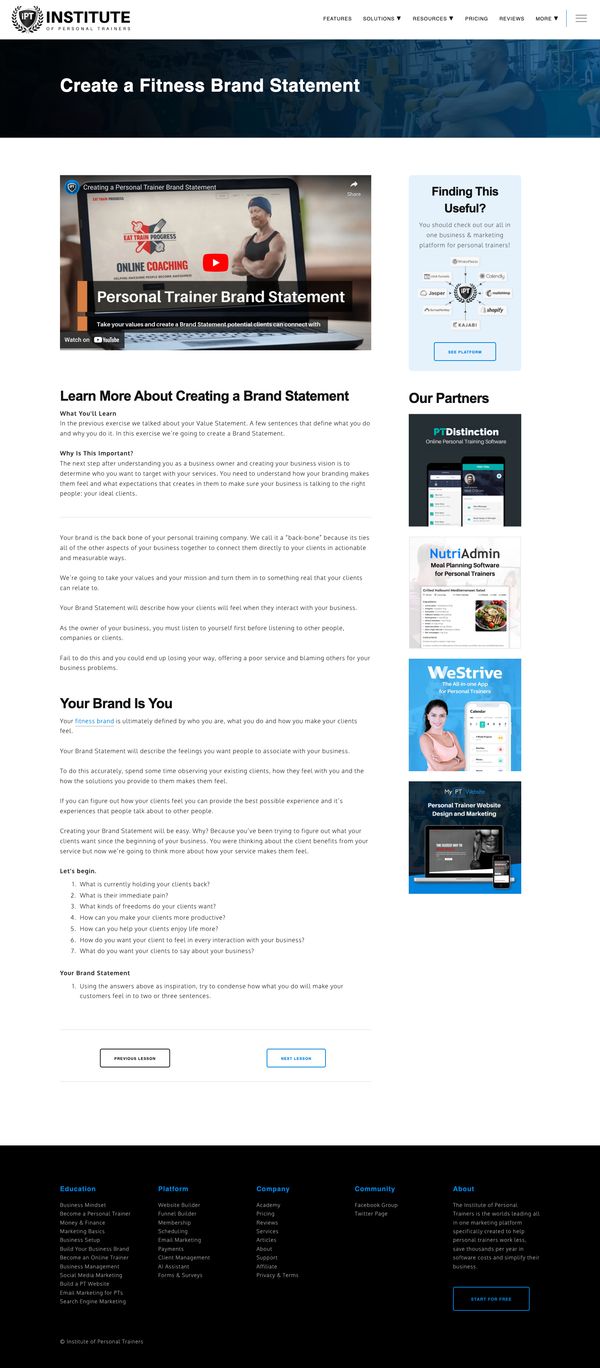 IPT INSTITUTE
OF PERSONAL TRAINERS
FEATURES
SOLUTIONS ▼
RESOURCES ▼
PRICING
REVIEWS
MORE ▼
Create a Fitness Brand Statement
Creating a Personal Trainer Brand Statement
Share
EAT TRAIN PROGRESS
EAT TRAIN PROGRESS
ONLINE COACHING
HELPING AWESOME PEOPLE BECOME AWESOMER!
Personal Trainer Brand Statement
Take your values and create a Brand Statement potential clients can connect with
Watch on YouTube
Learn More About Creating a Brand Statement
What You'll Learn
In the previous exercise we talked about your Value Statement. A few sentences that define what you do
and why you do it. In this exercise we're going to create a Brand Statement.
Why Is This Important?
The next step after understanding you as a business owner and creating your business vision is to
determine who you want to target with your services. You need to understand how your branding makes
them feel and what expectations that creates in them to make sure your business is talking to the right
people: your ideal clients.
Your brand is the back bone of your personal training company. We call it a "back-bone" because its ties
all of the other aspects of your business together to connect them directly to your clients in actionable
and measurable ways.
We're going to take your values and your mission and turn them in to something real that your clients
can relate to.
Your Brand Statement will describe how your clients will feel when they interact with your business.
As the owner of your business, you must listen to yourself first before listening to other people,
companies or clients.
Fail to do this and you could end up losing your way, offering a poor service and blaming others for your
business problems.
Your Brand Is You
Your fitness brand is ultimately defined by who you are, what you do and how you make your clients
feel.
Your Brand Statement will describe the feelings you want people to associate with your business.
To do this accurately, spend some time observing your existing clients, how they feel with you and the
how the solutions you provide to them makes them feel.
If you can figure out how your clients feel you can provide the best possible experience and it's
experiences that people talk about to other people.
Creating your Brand Statement will be easy. Why? Because you've been trying to figure out what your
clients want since the beginning of your business. You were thinking about the client benefits from your
service but now we're going to think more about how your service makes them feel.
Let's begin.
1. What is currently holding your clients back?
2. What is their immediate pain?
3. What kinds of freedoms do your clients want?
4. How can you make your clients more productive?
5. How can you help your clients enjoy life more?
6. How do you want your client to feel in every interaction with your business?
7. What do you want your clients to say about your business?
Your Brand Statement
1. Using the answers above as inspiration, try to condense how what you do will make your
customers feel in to two or three sentences.
PREVIOUS LESSON
NEXT LESSON
Finding This
Useful?
You should check out our all in
one business & marketing
platform for personal trainers!
WordPress
Calendly
Jasper
IPT
mailchimp
shopify
KAJABI
SEE PLATFORM
Our Partners
PTDistinction
Online Personal Training Software
NutriAdmin
Meal Planning Software
for Personal Trainers
Grilled Halloumi Mediterranean Salad
WeStrive
The All-in-one App
for Personal Trainers
Calendar
My PT Website
Personal Trainer Website
Design and Marketing
Education
Business Mindset
Become a Personal Trainer
Money & Finance
Marketing Basics
Business Setup
Build Your Business Brand
Become an Online Trainer
Business Management
Social Media Marketing
Build a PT Website
Email Marketing for PTs
Search Engine Marketing
Platform
Website Builder
Funnel Builder
Membership
Scheduling
Email Marketing
Payments
Client Management
AI Assistant
Forms & Surveys
Company
Academy
Pricing
Reviews
Services
Articles
About
Support
Affiliate
Privacy & Terms
Community
Facebook Group
Twitter Page
About
The Institute of Personal
Trainers is the worlds leading all
in one marketing platform
specifically created to help
personal trainers work less,
save thousands per year in
software costs and simplify their
business.
START FOR FREE
© Institute of Personal Trainers